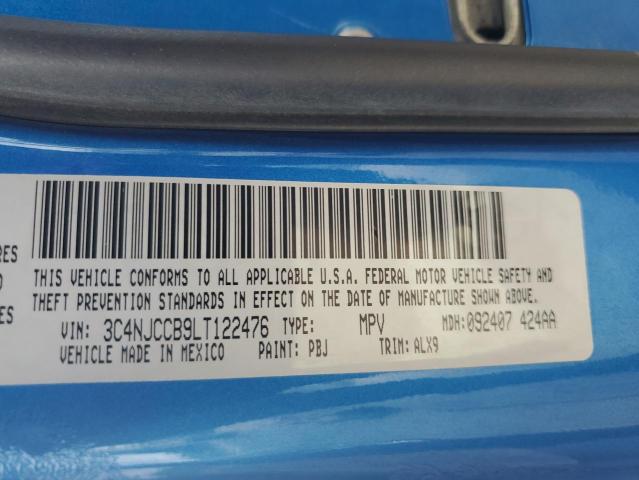 RES
THIS VEHICLE CONFORMS TO ALL APPLICABLE U.S.A. FEDERAL MOTOR VEHICLE SAFETY AND
THEFT PREVENTION STANDARDS IN EFFECT ON THE DATE OF MANUFACTURE SHOWN ABOVE.
ES
VIN: 3C4NJCCB9LT122476 TYPE: MPV MDH:092407 424AA
VEHICLE MADE IN MEXICO PAINT: PBJ TRIM: ALX9